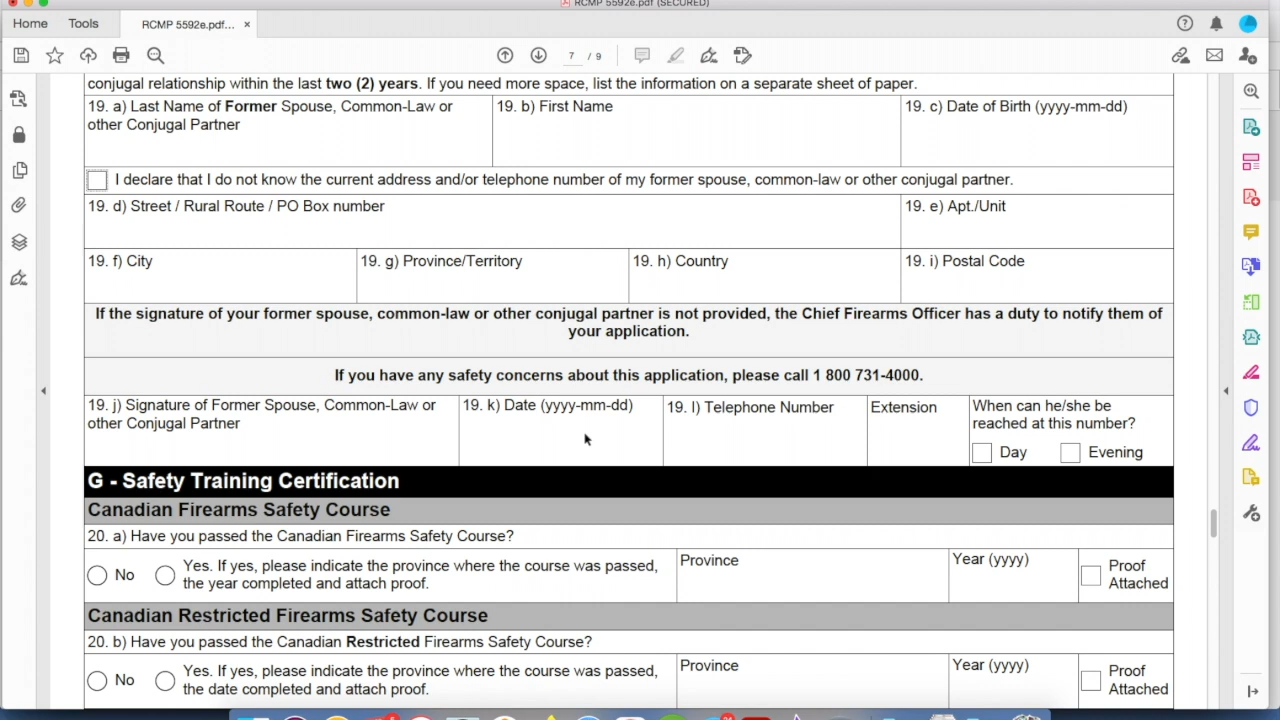 RCMP 5592e.pdf (SECURED)
Home Tools RCMP 5592e.pdf... ×
7 / 9
conjugal relationship within the last two (2) years. If you need more space, list the information on a separate sheet of paper.
19. a) Last Name of Former Spouse, Common-Law or
other Conjugal Partner
19. b) First Name
19. c) Date of Birth (yyyy-mm-dd)
I declare that I do not know the current address and/or telephone number of my former spouse, common-law or other conjugal partner.
19. d) Street / Rural Route / PO Box number
19. e) Apt./Unit
19. f) City
19. g) Province/Territory
19. h) Country
19. i) Postal Code
If the signature of your former spouse, common-law or other conjugal partner is not provided, the Chief Firearms Officer has a duty to notify them of
your application.
If you have any safety concerns about this application, please call 1 800 731-4000.
19. j) Signature of Former Spouse, Common-Law or
other Conjugal Partner
19. k) Date (yyyy-mm-dd)
19. l) Telephone Number
Extension
When can he/she be
reached at this number?
Day
Evening
G - Safety Training Certification
Canadian Firearms Safety Course
20. a) Have you passed the Canadian Firearms Safety Course?
No
Yes. If yes, please indicate the province where the course was passed,
the year completed and attach proof.
Province
Year (yyyy)
Proof
Attached
Canadian Restricted Firearms Safety Course
20. b) Have you passed the Canadian Restricted Firearms Safety Course?
No
Yes. If yes, please indicate the province where the course was passed,
the date completed and attach proof.
Province
Year (yyyy)
Proof
Attached